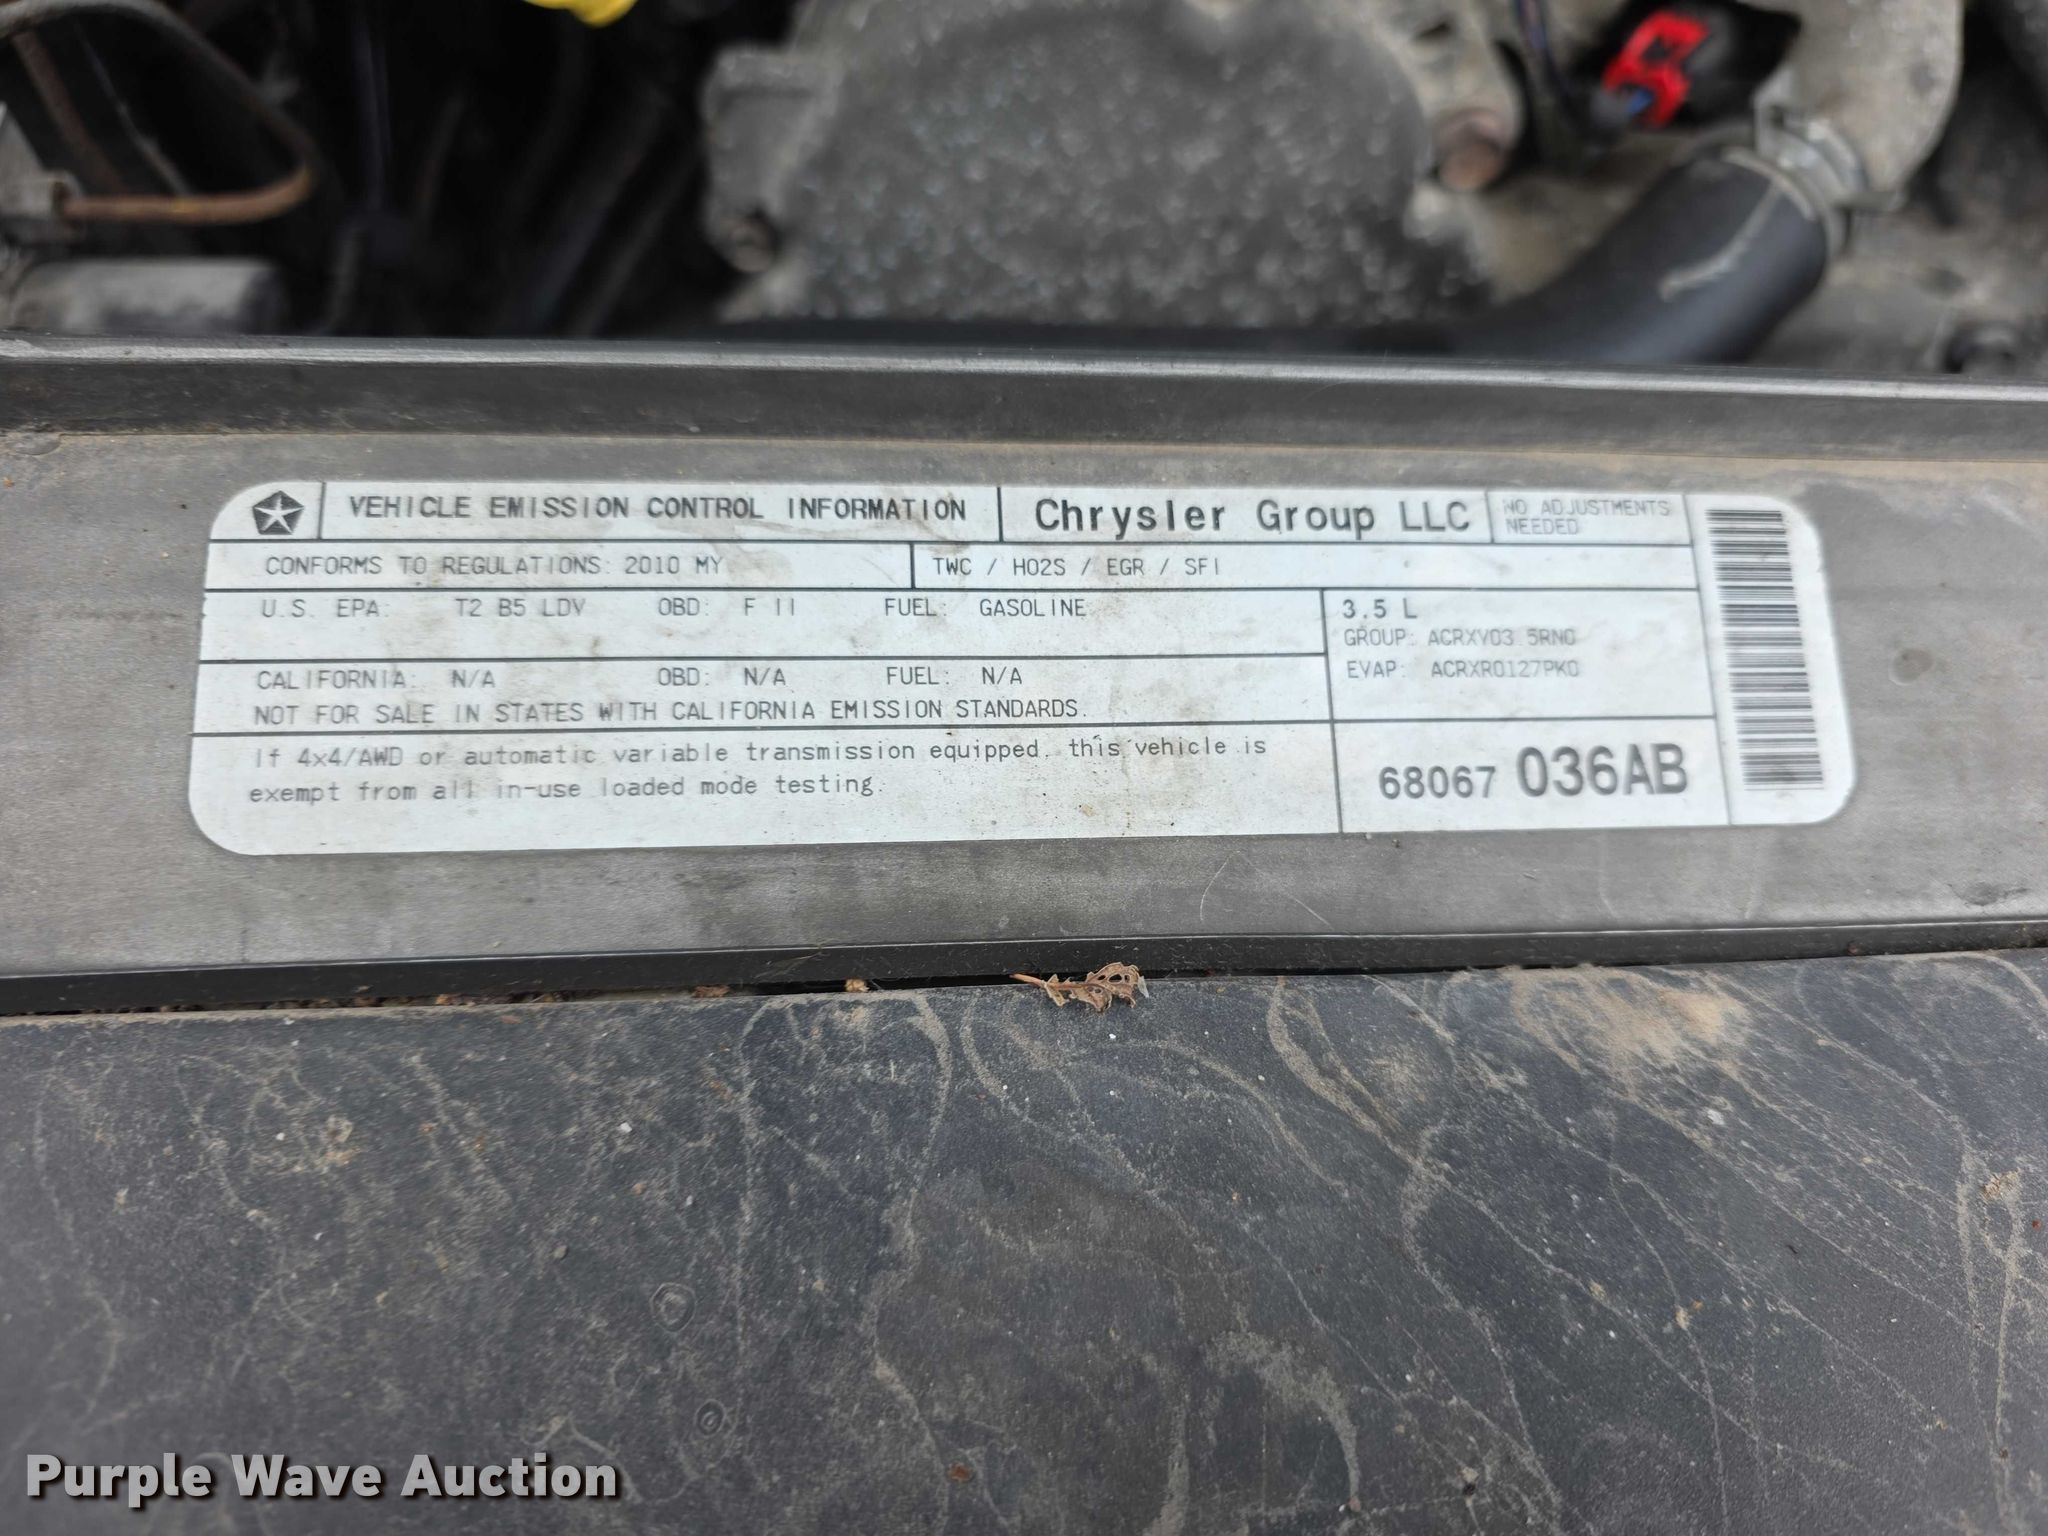 VEHICLE EMISSION CONTROL INFORMATION
Chrysler Group LLC
NO ADJUSTMENTS
NEEDED
CONFORMS TO REGULATIONS: 2010 MY
TWC / HO2S / EGR / SFI
U.S. EPA: T2 B5 LDV OBD: F II FUEL: GASOLINE
3.5 L
GROUP: ACRXV03.5RN0
EVAP: ACRXR0127PK0
CALIFORNIA: N/A OBD: N/A FUEL: N/A
NOT FOR SALE IN STATES WITH CALIFORNIA EMISSION STANDARDS.
If 4x4/AWD or automatic variable transmission equipped, this vehicle is
exempt from all in-use loaded mode testing.
68067 036AB
Purple Wave Auction